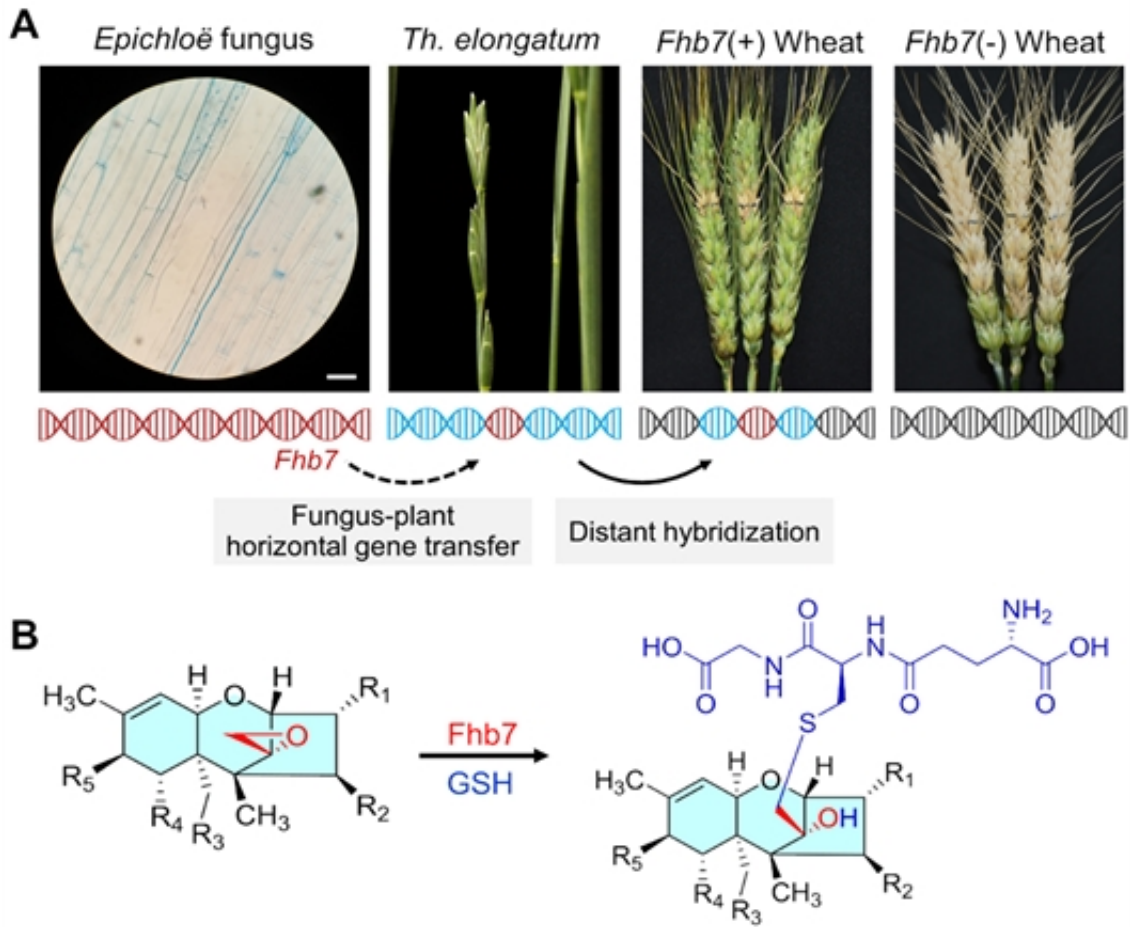 A
Epichloë fungus
Th. elongatum
Fhb7(+) Wheat
Fhb7(-) Wheat
Fhb7
Fungus-plant
horizontal gene transfer
Distant hybridization
B
H3C
H
O
H
R1
O
R5
R4
R3
CH3
R2
Fhb7
GSH
HO
O
N
H
O
H
N
O
NH2
OH
O
S
H3C
H
O
H
R1
OH
R5
R4
R3
CH3
R2